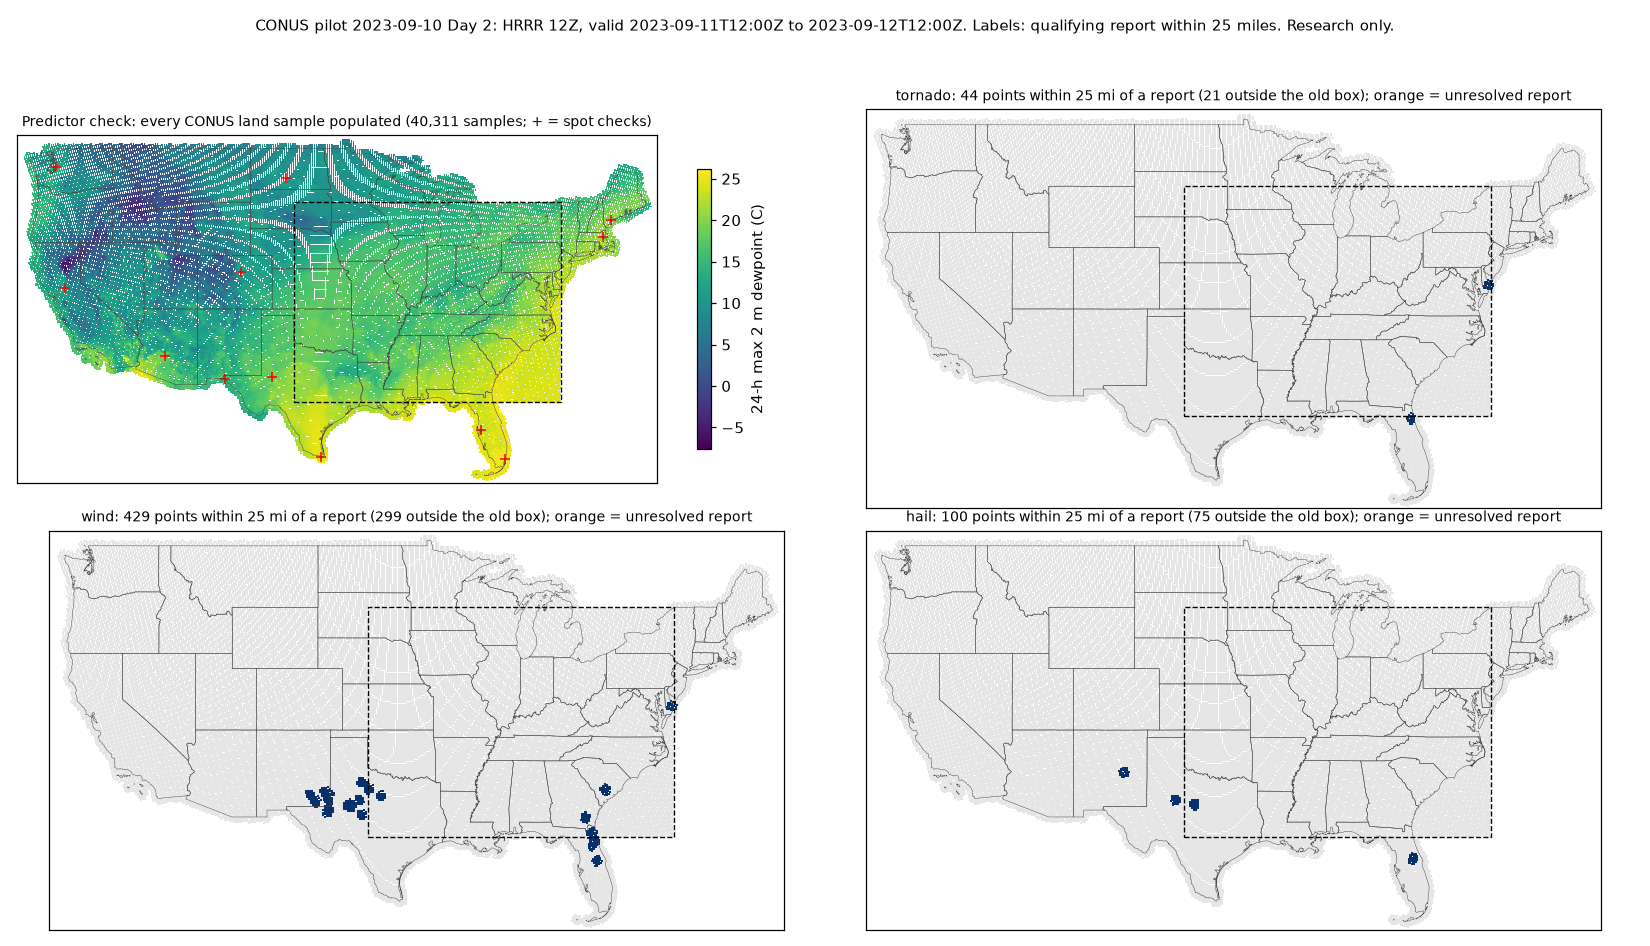 CONUS pilot 2023-09-10 Day 2: HRRR 12Z, valid 2023-09-11T12:00Z to 2023-09-12T12:00Z. Labels: qualifying report within 25 miles. Research only.
Predictor check: every CONUS land sample populated (40,311 samples; + = spot checks)
25
20
15
10
5
0
−5
24-h max 2 m dewpoint (C)
tornado: 44 points within 25 mi of a report (21 outside the old box); orange = unresolved report
wind: 429 points within 25 mi of a report (299 outside the old box); orange = unresolved report
hail: 100 points within 25 mi of a report (75 outside the old box); orange = unresolved report